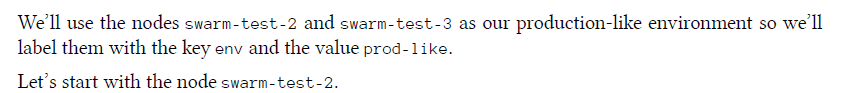 We’ll use the nodes swarm-test-2 and swarm-test-3 as our production-like environment so we’ll
label them with the key env and the value prod-like.
Let’s start with the node swarm-test-2.